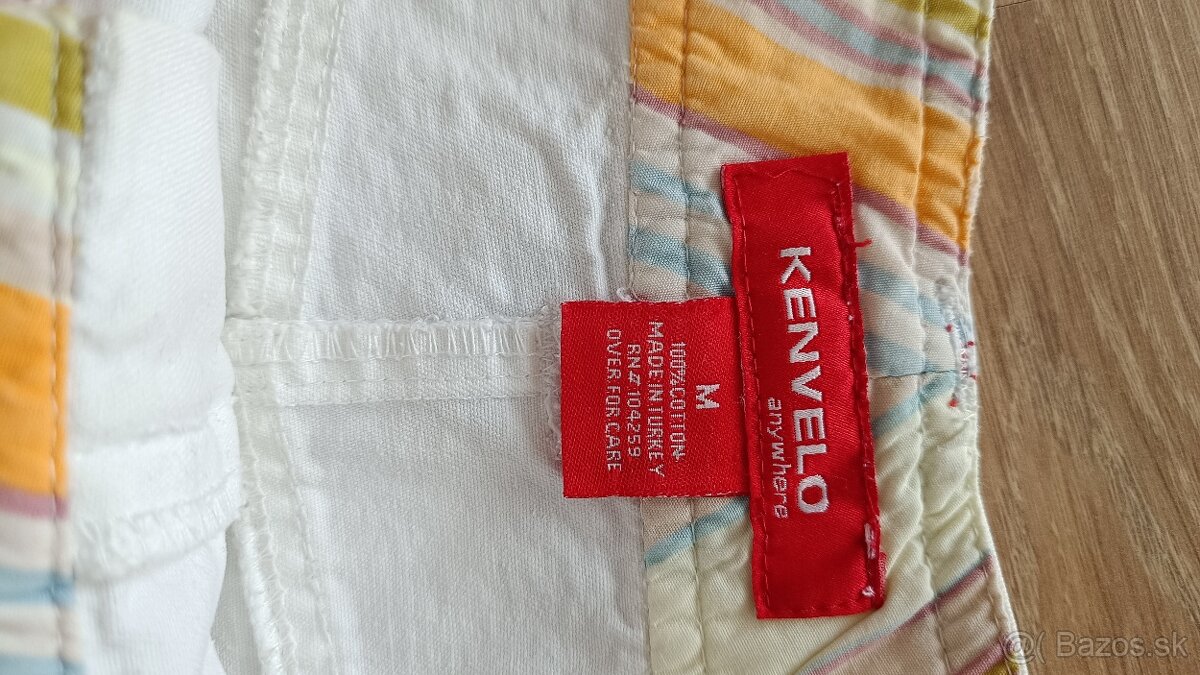 KENVELO
anywhere
M
100%COTTON
MADE IN TURKEY
RN# 104259
OVER FOR CARE
@( Bazos.sk